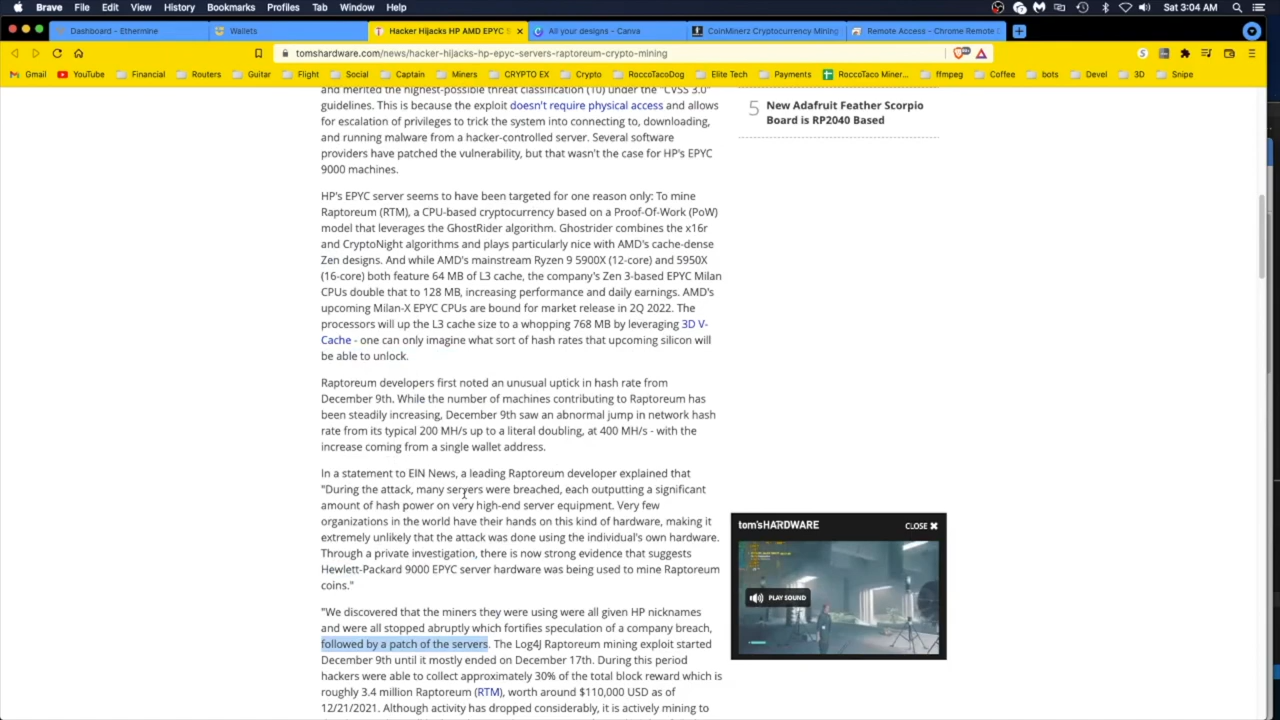 Brave File Edit View History Bookmarks Profiles Tab Window Help
Sat 3:04 AM
Dashboard - Ethermine
Wallets
Hacker Hijacks HP AMD EPYC S
All your designs - Canva
CoinMinerz Cryptocurrency Mining
Remote Access - Chrome Remote D
tomshardware.com/news/hacker-hijacks-hp-epyc-servers-raptoreum-crypto-mining
Gmail YouTube Financial Routers Guitar Flight Social Captain Miners CRYPTO EX Crypto RoccoTacoDog Elite Tech Payments RoccoTaco Miner... ffmpeg Coffee bots Devel 3D Snipe
and merited the highest-possible threat classification (10) under the "CVSS 3.0"
guidelines. This is because the exploit doesn't require physical access and allows
for escalation of privileges to trick the system into connecting to, downloading,
and running malware from a hacker-controlled server. Several software
providers have patched the vulnerability, but that wasn't the case for HP's EPYC
9000 machines.
HP's EPYC server seems to have been targeted for one reason only: To mine
Raptoreum (RTM), a CPU-based cryptocurrency based on a Proof-Of-Work (PoW)
model that leverages the GhostRider algorithm. Ghostrider combines the x16r
and CryptoNight algorithms and plays particularly nice with AMD's cache-dense
Zen designs. And while AMD's mainstream Ryzen 9 5900X (12-core) and 5950X
(16-core) both feature 64 MB of L3 cache, the company's Zen 3-based EPYC Milan
CPUs double that to 128 MB, increasing performance and daily earnings. AMD's
upcoming Milan-X EPYC CPUs are bound for market release in 2Q 2022. The
processors will up the L3 cache size to a whopping 768 MB by leveraging 3D V-
Cache - one can only imagine what sort of hash rates that upcoming silicon will
be able to unlock.
Raptoreum developers first noted an unusual uptick in hash rate from
December 9th. While the number of machines contributing to Raptoreum has
been steadily increasing, December 9th saw an abnormal jump in network hash
rate from its typical 200 MH/s up to a literal doubling, at 400 MH/s - with the
increase coming from a single wallet address.
In a statement to EIN News, a leading Raptoreum developer explained that
"During the attack, many servers were breached, each outputting a significant
amount of hash power on very high-end server equipment. Very few
organizations in the world have their hands on this kind of hardware, making it
extremely unlikely that the attack was done using the individual's own hardware.
Through a private investigation, there is now strong evidence that suggests
Hewlett-Packard 9000 EPYC server hardware was being used to mine Raptoreum
coins."
"We discovered that the miners they were using were all given HP nicknames
and were all stopped abruptly which fortifies speculation of a company breach,
followed by a patch of the servers. The Log4J Raptoreum mining exploit started
December 9th until it mostly ended on December 17th. During this period
hackers were able to collect approximately 30% of the total block reward which is
roughly 3.4 million Raptoreum (RTM), worth around $110,000 USD as of
12/21/2021. Although activity has dropped considerably, it is actively mining to
5 New Adafruit Feather Scorpio
Board is RP2040 Based
tom'sHARDWARE
CLOSE ✖
PLAY SOUND